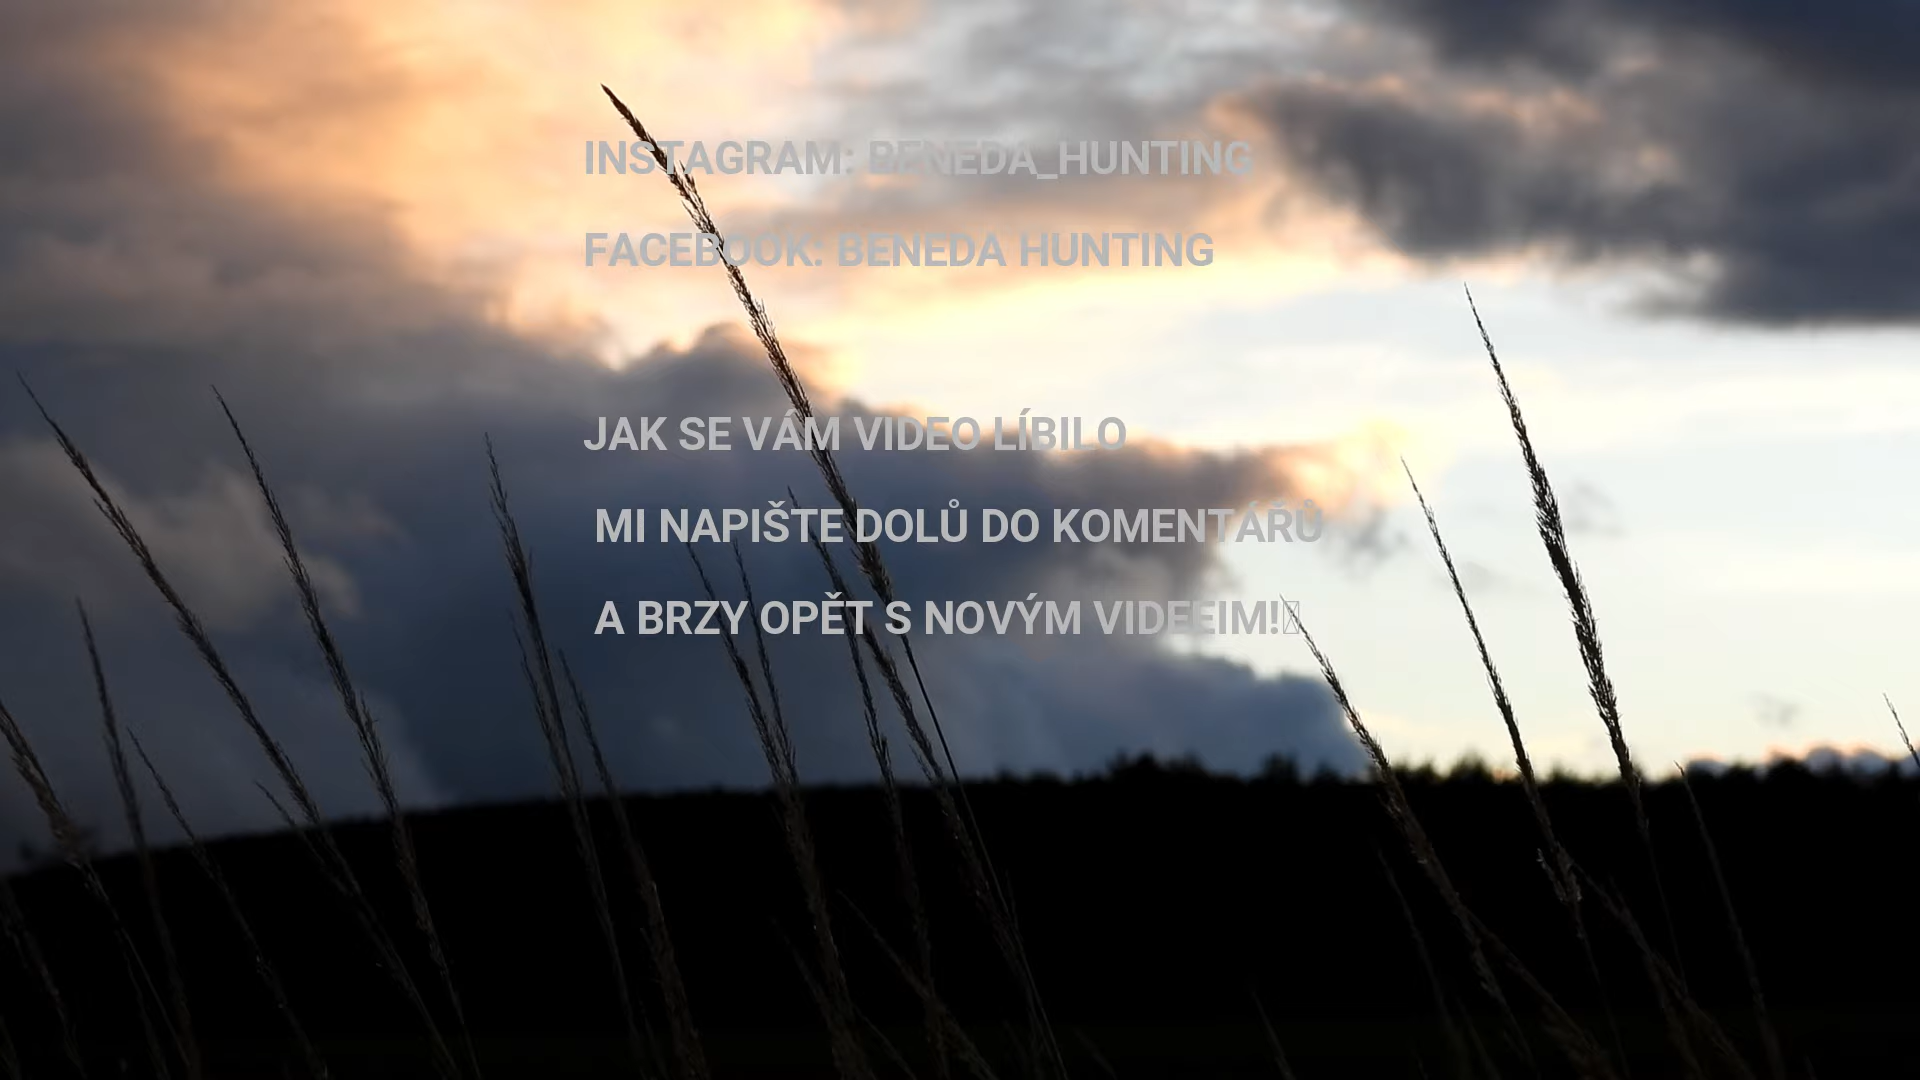 INSTAGRAM: BENEDA_HUNTING
FACEBOOK: BENEDA HUNTING
JAK SE VÁM VIDEO LÍBILO
MI NAPIŠTE DOLŮ DO KOMENTÁŘŮ
A BRZY OPĚT S NOVÝM VIDEEIM!